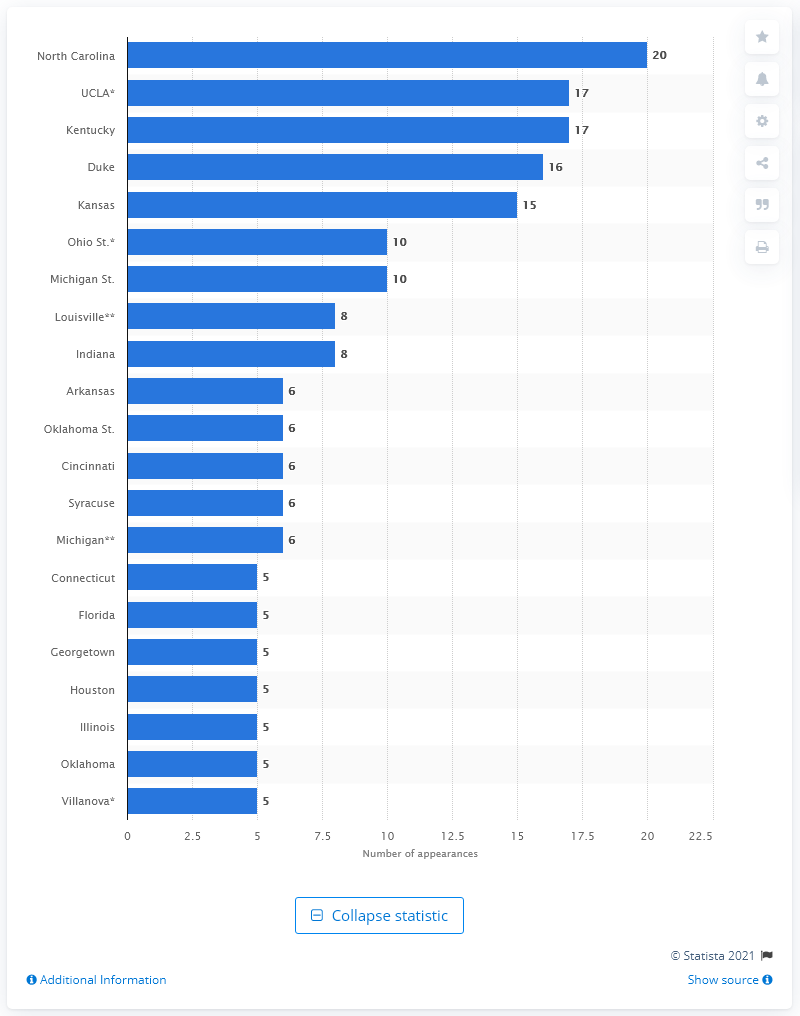 North Carolina 20
UCLA* 17
Kentucky 17
Duke 16
Kansas 15
Ohio St.* 10
Michigan St. 10
Louisville** 8
Indiana 8
Arkansas 6
Oklahoma St. 6
Cincinnati 6
Syracuse 6
Michigan** 6
Connecticut 5
Florida 5
Georgetown 5
Houston 5
Illinois 5
Oklahoma 5
Villanova* 5
0 2.5 5 7.5 10 12.5 15 17.5 20 22.5
Number of appearances
Collapse statistic
© Statista 2021
Additional Information Show source